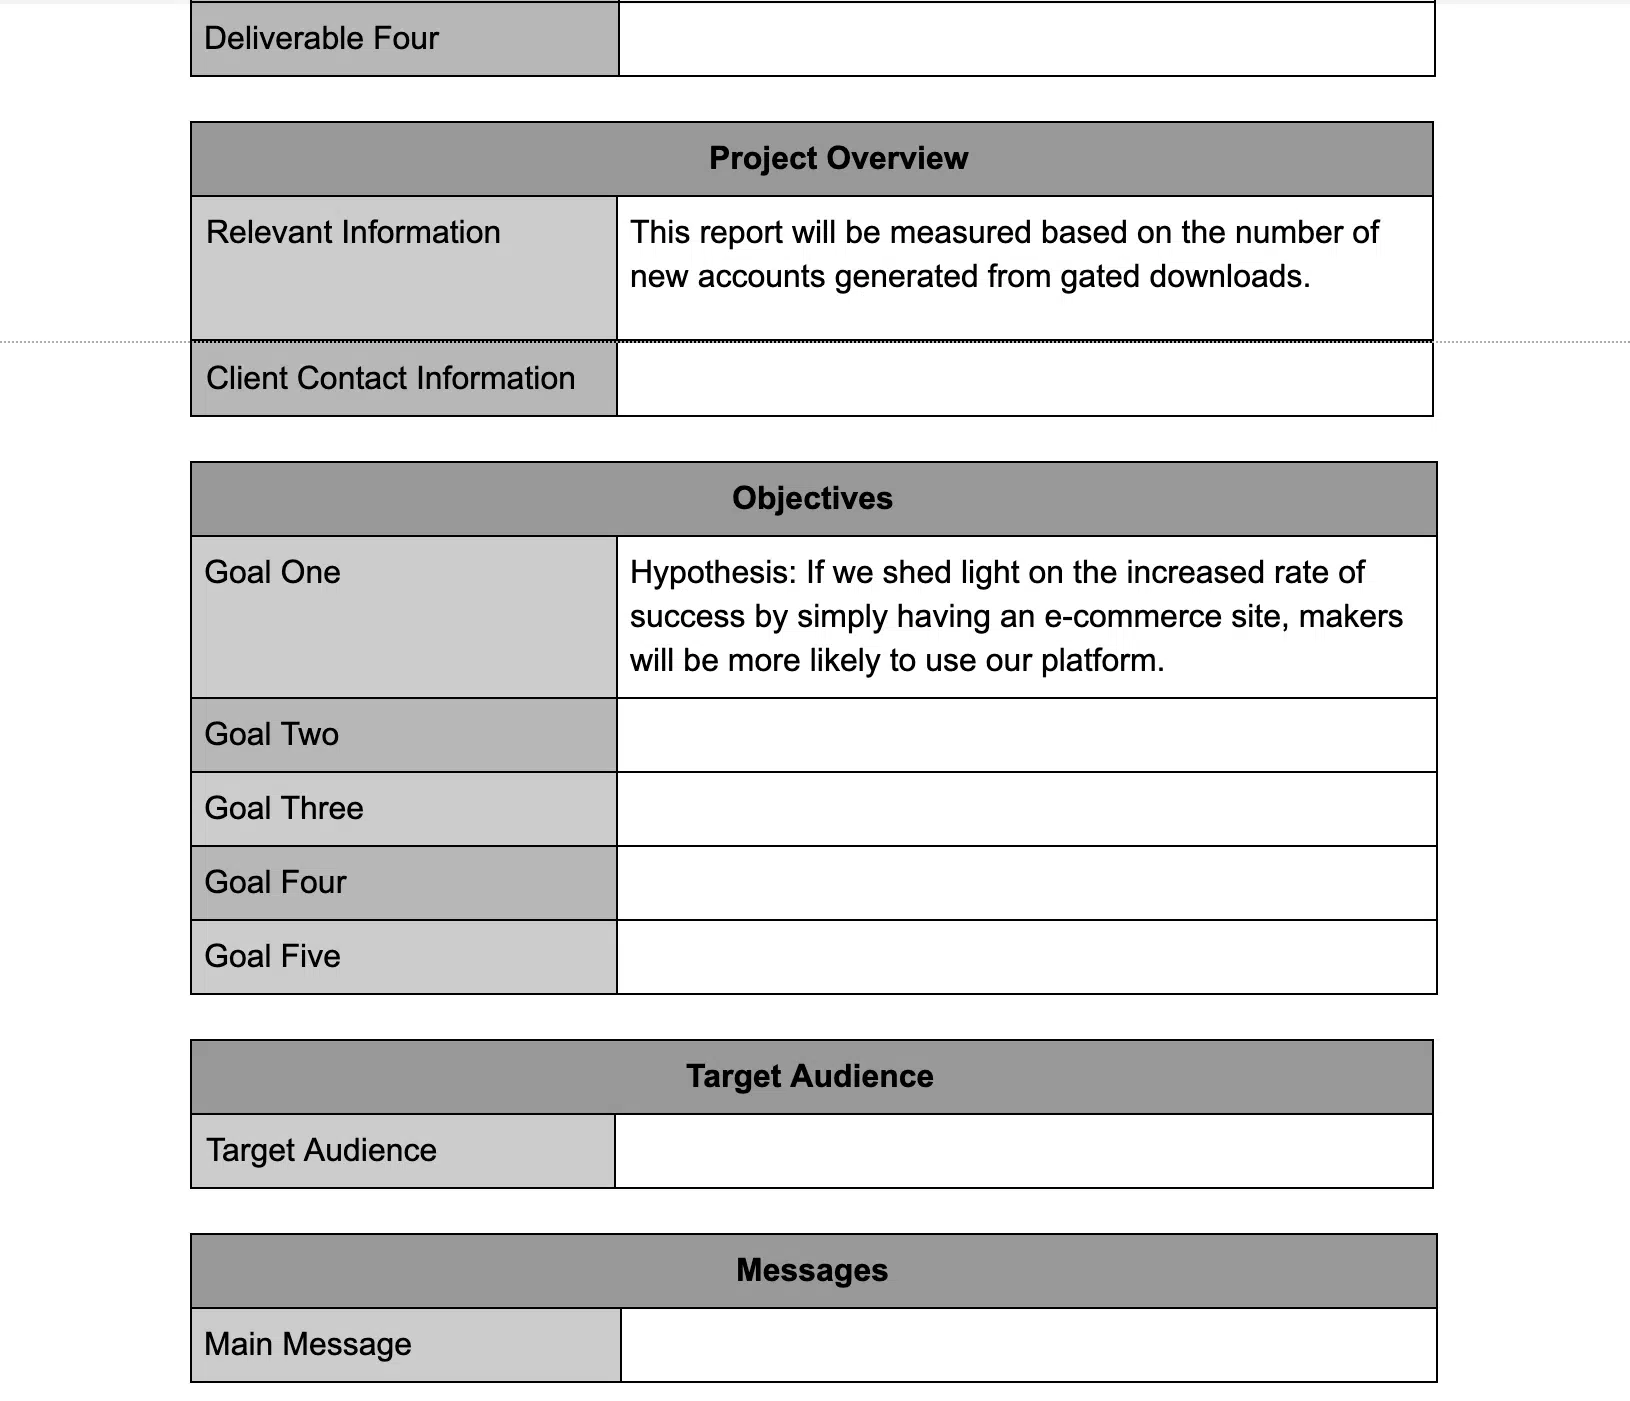 Deliverable Four
Project Overview
Relevant Information
This report will be measured based on the number of
new accounts generated from gated downloads.
Client Contact Information
Objectives
Goal One
Hypothesis: If we shed light on the increased rate of
success by simply having an e-commerce site, makers
will be more likely to use our platform.
Goal Two
Goal Three
Goal Four
Goal Five
Target Audience
Target Audience
Messages
Main Message